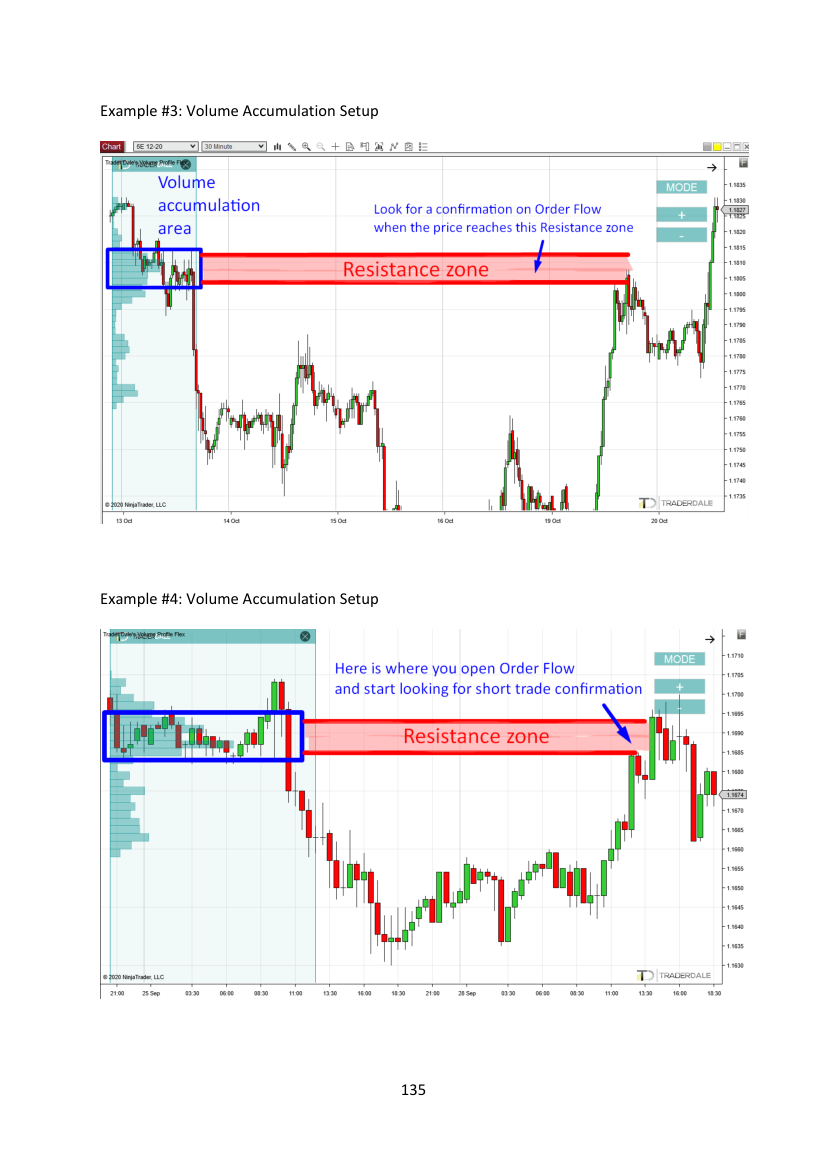 Example #3: Volume Accumulation Setup
Chart 6E 12-20 30 Minute
Trader Dale's Volume Profile Flex
F
Volume
accumulation
area
MODE
+
-
Look for a confirmation on Order Flow
when the price reaches this Resistance zone
Resistance zone
1.1835
1.1827
1.1825
1.1820
1.1815
1.1810
1.1805
1.1800
1.1795
1.1790
1.1785
1.1780
1.1775
1.1770
1.1765
1.1760
1.1755
1.1750
1.1745
1.1740
1.1735
© 2020 NinjaTrader, LLC
TRADERDALE
13 Oct 14 Oct 15 Oct 16 Oct 19 Oct 20 Oct
Example #4: Volume Accumulation Setup
Trader Dale's Volume Profile Flex
F
MODE
+
-
Here is where you open Order Flow
and start looking for short trade confirmation
Resistance zone
1.1710
1.1705
1.1700
1.1695
1.1690
1.1685
1.1680
1.1674
1.1670
1.1665
1.1660
1.1655
1.1650
1.1645
1.1640
1.1635
1.1630
© 2020 NinjaTrader, LLC
TRADERDALE
21:00 25 Sep 03:30 06:00 08:30 11:00 13:30 16:00 18:30 21:00 28 Sep 03:30 06:00 08:30 11:00 13:30 16:00 18:30
135